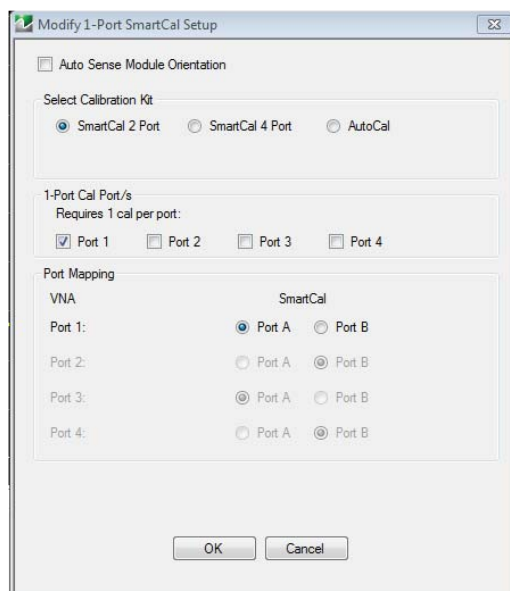 Modify 1-Port SmartCal Setup
Auto Sense Module Orientation
Select Calibration Kit
SmartCal 2 Port SmartCal 4 Port AutoCal
1-Port Cal Port/s
Requires 1 cal per port:
Port 1 Port 2 Port 3 Port 4
Port Mapping
VNA SmartCal
Port 1: Port A Port B
Port 2: Port A Port B
Port 3: Port A Port B
Port 4: Port A Port B
OK Cancel